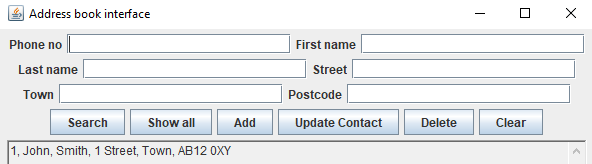 Address book interface
Phone no First name
Last name Street
Town Postcode
Search Show all Add Update Contact Delete Clear
1, John, Smith, 1 Street, Town, AB12 0XY